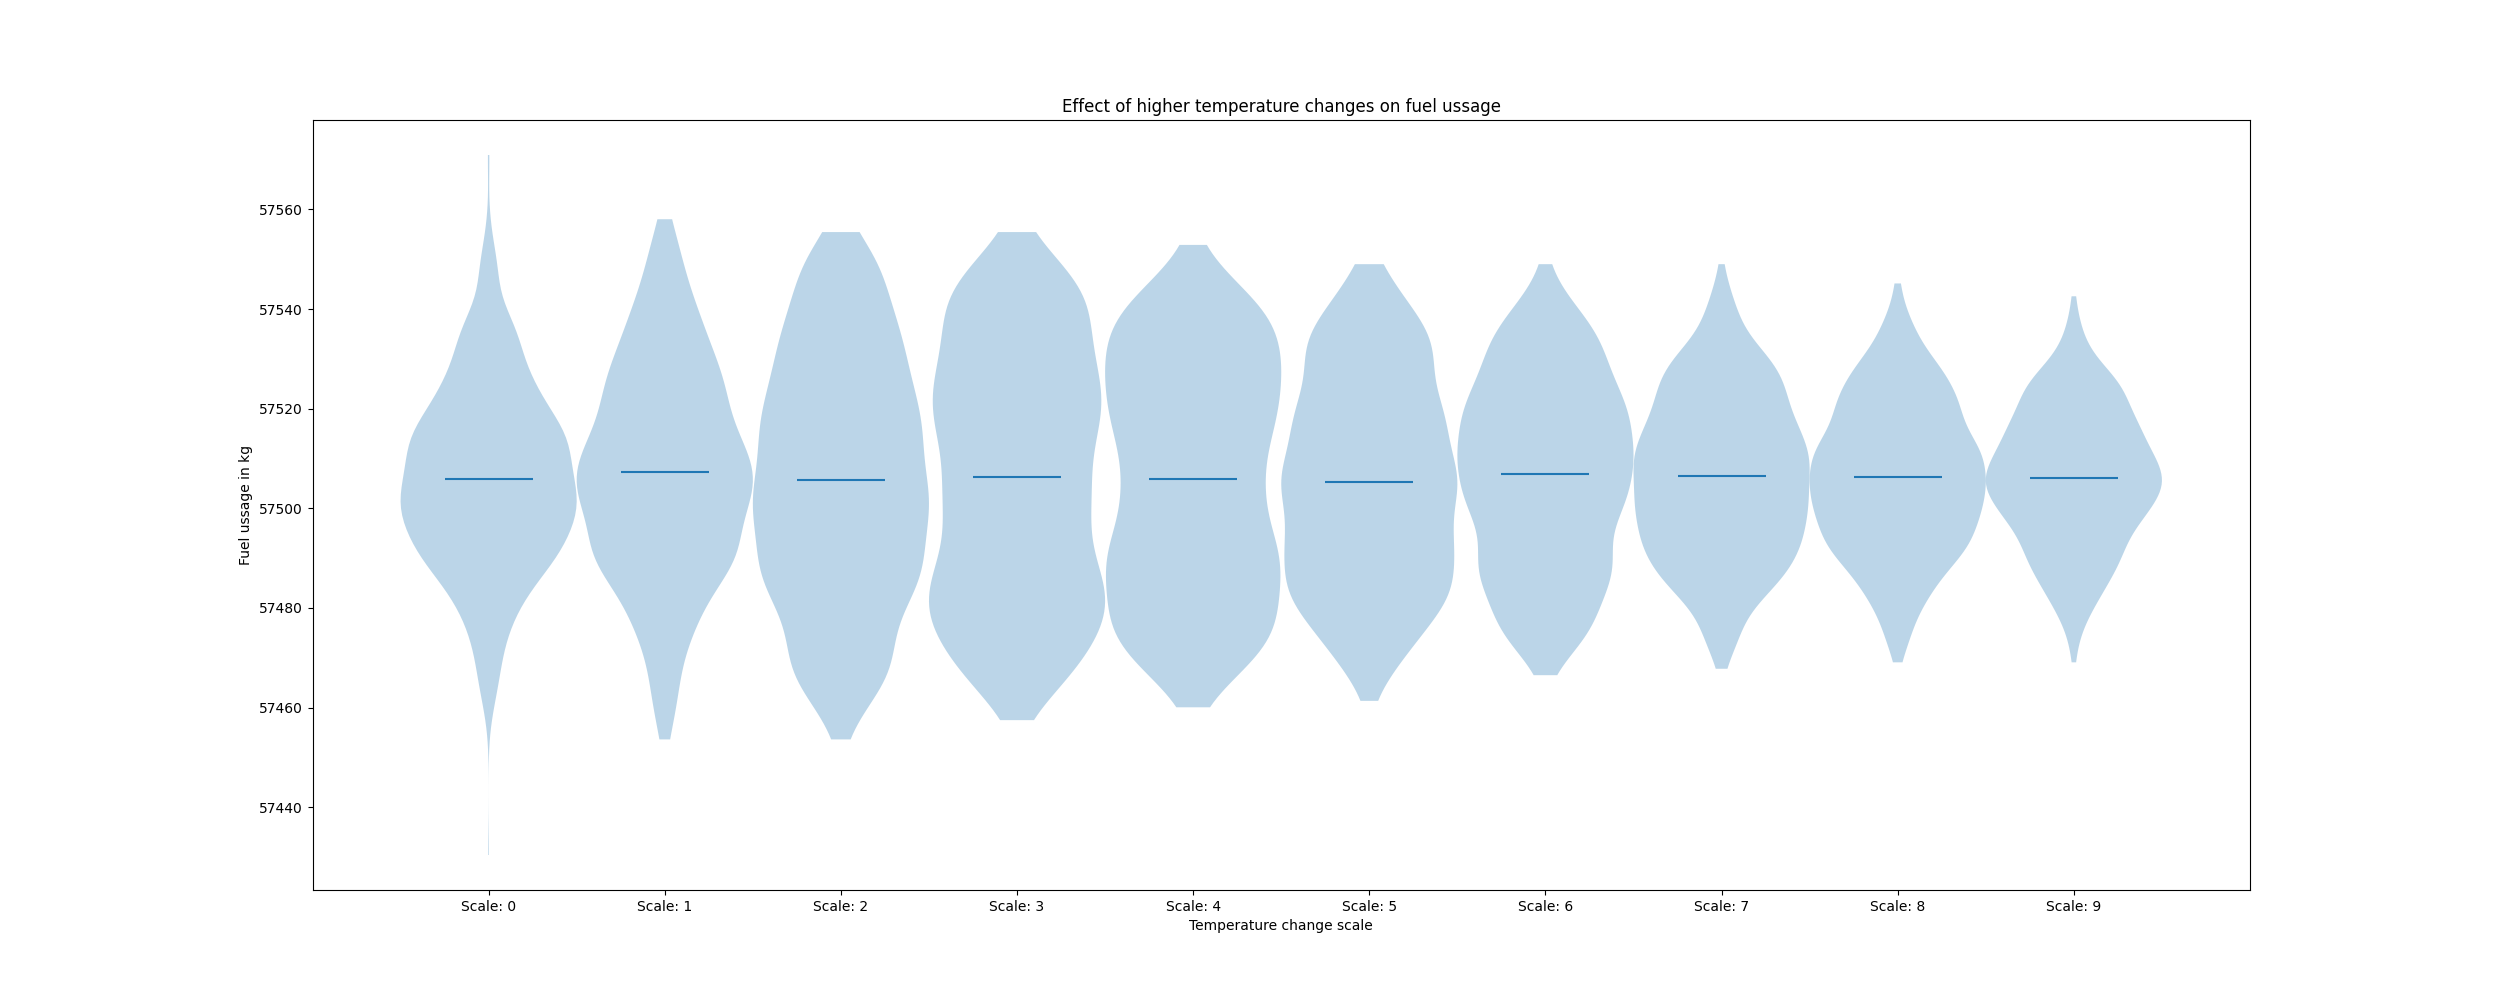 Effect of higher temperature changes on fuel ussage
Fuel ussage in kg
57560
57540
57520
57500
57480
57460
57440
Scale: 0 Scale: 1 Scale: 2 Scale: 3 Scale: 4 Scale: 5 Scale: 6 Scale: 7 Scale: 8 Scale: 9
Temperature change scale